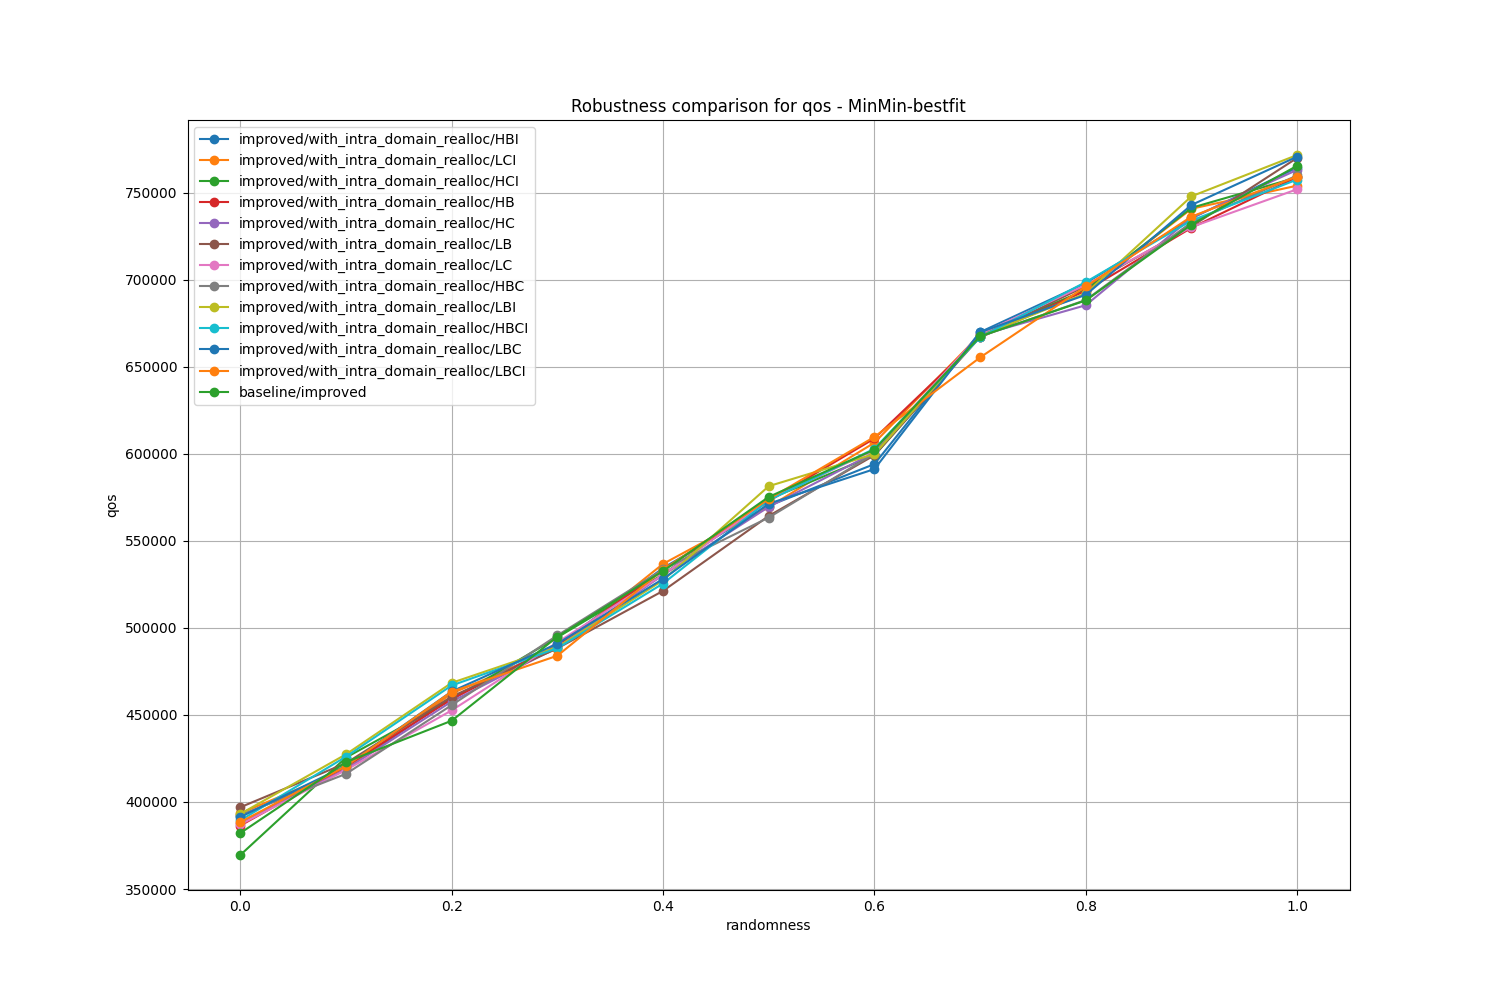 Robustness comparison for qos - MinMin-bestfit
improved/with_intra_domain_realloc/HBI
improved/with_intra_domain_realloc/LCI
improved/with_intra_domain_realloc/HCI
improved/with_intra_domain_realloc/HB
improved/with_intra_domain_realloc/HC
improved/with_intra_domain_realloc/LB
improved/with_intra_domain_realloc/LC
improved/with_intra_domain_realloc/HBC
improved/with_intra_domain_realloc/LBI
improved/with_intra_domain_realloc/HBCI
improved/with_intra_domain_realloc/LBC
improved/with_intra_domain_realloc/LBCI
baseline/improved
750000
700000
650000
600000
550000
500000
450000
400000
350000
qos
0.0 0.2 0.4 0.6 0.8 1.0
randomness